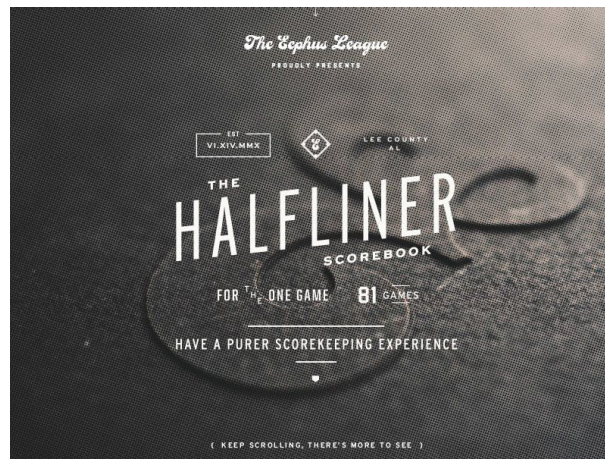 The Eephus League
PROUDLY PRESENTS
EST
VI.XIV.MMX
E
LEE COUNTY
AL
THE
HALFLINER
SCOREBOOK
FOR THE ONE GAME 81 GAMES
HAVE A PURER SCOREKEEPING EXPERIENCE
( KEEP SCROLLING, THERE'S MORE TO SEE )